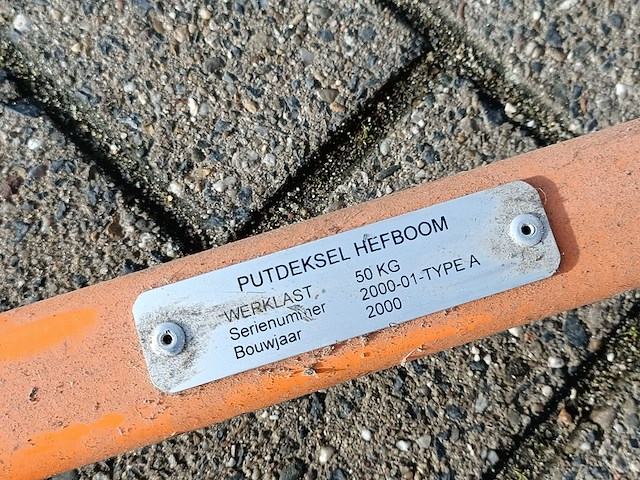 PUTDEKSEL HEFBOOM
WERKLAST 50 KG
Serienummer 2000-01-TYPE A
Bouwjaar 2000